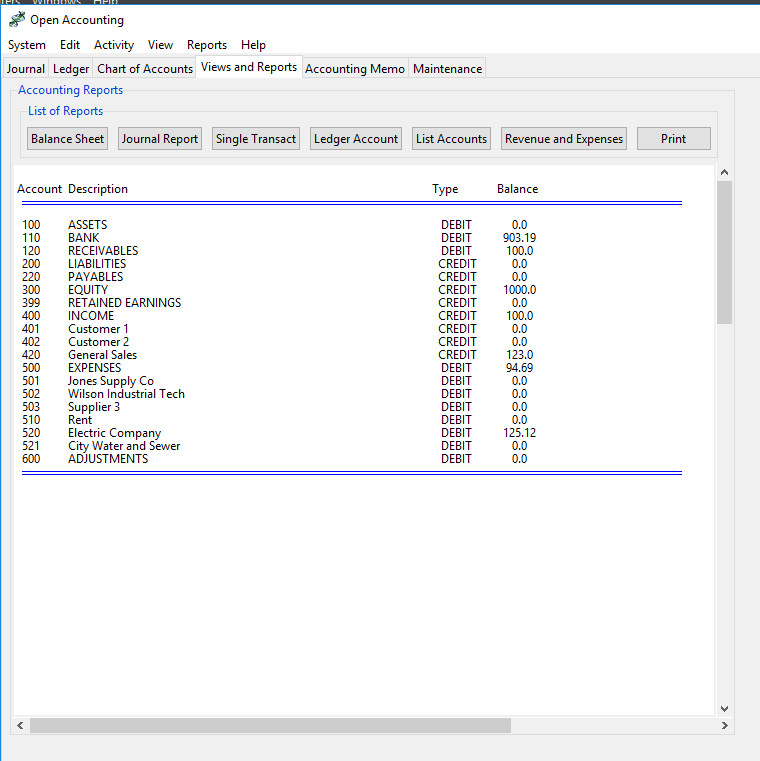 Windows Help
Open Accounting
System Edit Activity View Reports Help
Journal Ledger Chart of Accounts Views and Reports Accounting Memo Maintenance
Accounting Reports
List of Reports
Balance Sheet Journal Report Single Transact Ledger Account List Accounts Revenue and Expenses Print
Account Description Type Balance
100 ASSETS DEBIT 0.0
110 BANK DEBIT 903.19
120 RECEIVABLES DEBIT 100.0
200 LIABILITIES CREDIT 0.0
220 PAYABLES CREDIT 0.0
300 EQUITY CREDIT 1000.0
399 RETAINED EARNINGS CREDIT 0.0
400 INCOME CREDIT 100.0
401 Customer 1 CREDIT 0.0
402 Customer 2 CREDIT 0.0
420 General Sales CREDIT 123.0
500 EXPENSES DEBIT 94.69
501 Jones Supply Co DEBIT 0.0
502 Wilson Industrial Tech DEBIT 0.0
503 Supplier 3 DEBIT 0.0
510 Rent DEBIT 0.0
520 Electric Company DEBIT 125.12
521 City Water and Sewer DEBIT 0.0
600 ADJUSTMENTS DEBIT 0.0